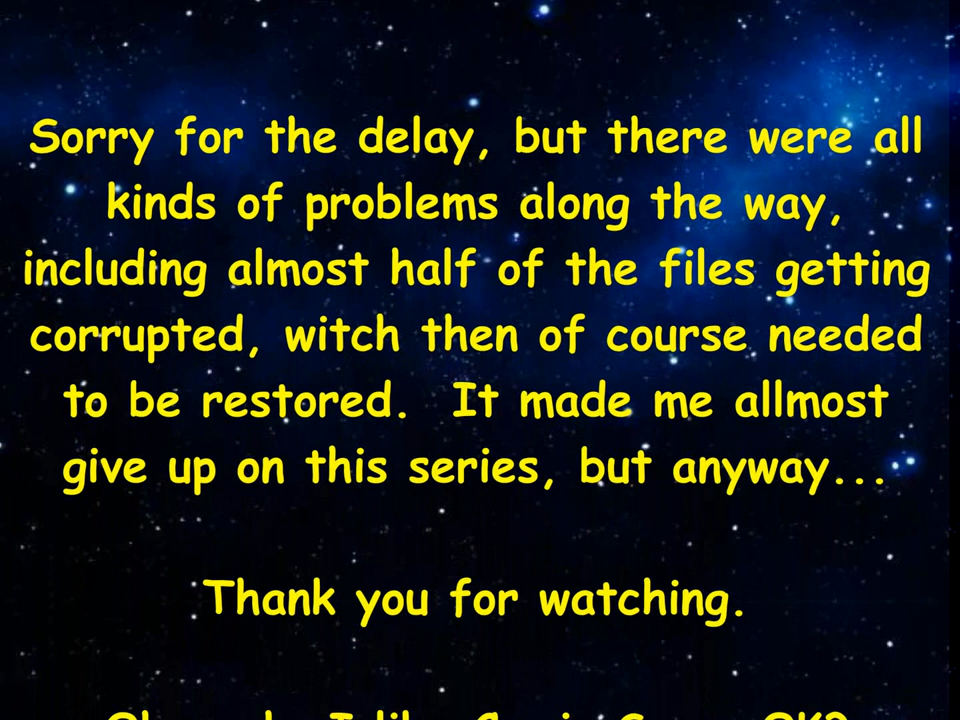 Sorry for the delay, but there were all
kinds of problems along the way,
including almost half of the files getting
corrupted, witch then of course needed
to be restored.  It made me allmost
give up on this series, but anyway...
Thank you for watching.